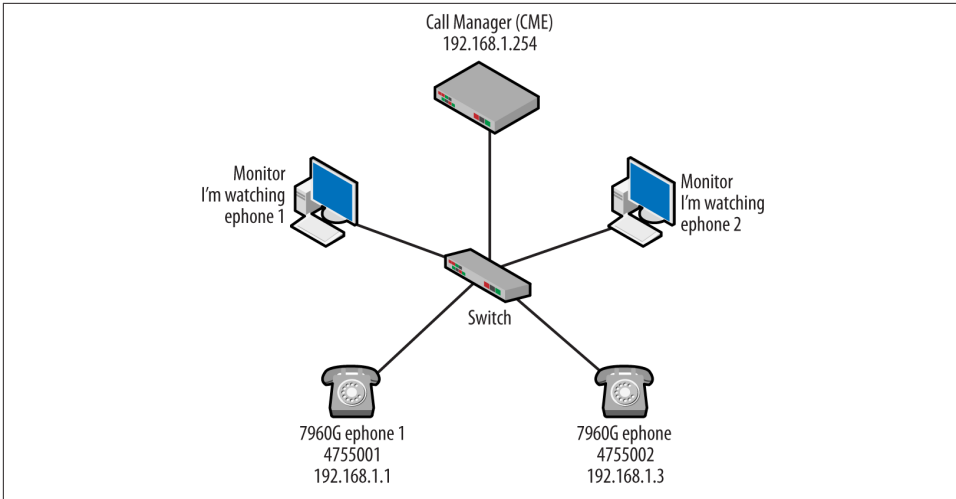 Call Manager (CME)
192.168.1.254
Monitor
I'm watching
ephone 1
Monitor
I'm watching
ephone 2
Switch
7960G ephone 1
4755001
192.168.1.1
7960G ephone
4755002
192.168.1.3